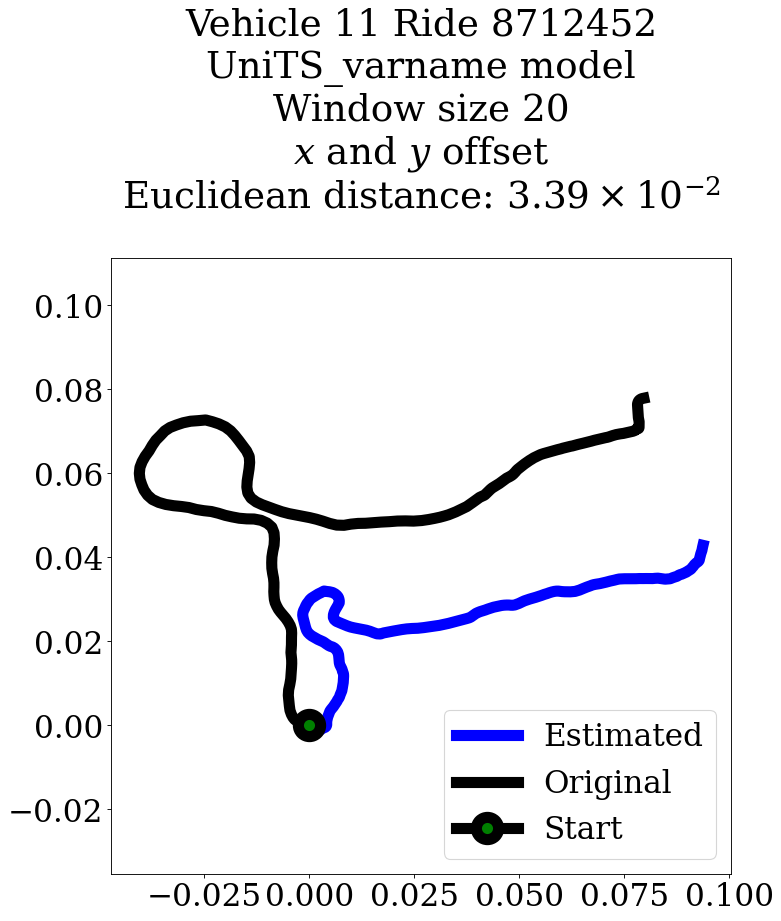 Vehicle 11 Ride 8712452
UniTS_varname model
Window size 20
x and y offset
Euclidean distance: 3.39 × 10⁻²
0.10
0.08
0.06
0.04
0.02
0.00
−0.02
Estimated
Original
Start
−0.025 0.000 0.025 0.050 0.075 0.100